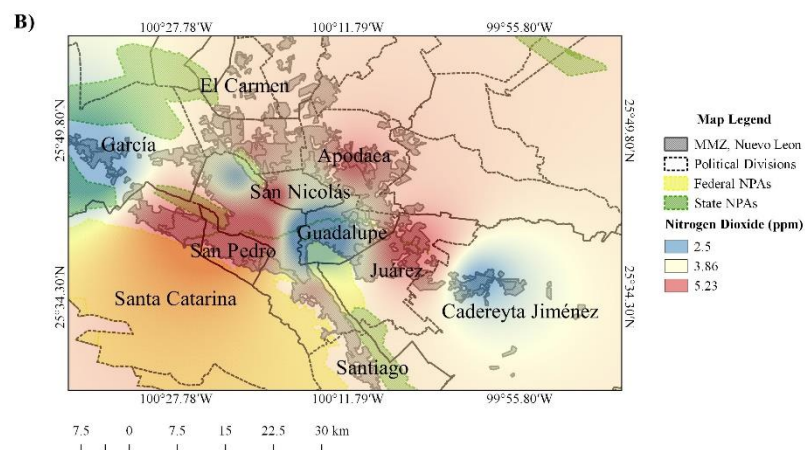 B)
100°27.78'W 100°11.79'W 99°55.80'W
25°49.80'N 25°49.80'N
25°34.30'N 25°34.30'N
El Carmen
García
Apodaca
San Nicolás
Guadalupe
San Pedro
Juárez
Santa Catarina
Cadereyta Jiménez
Santiago
100°27.78'W 100°11.79'W 99°55.80'W
7.5 0 7.5 15 22.5 30 km
Map Legend
MMZ, Nuevo Leon
Political Divisions
Federal NPAs
State NPAs
Nitrogen Dioxide (ppm)
2.5
3.86
5.23